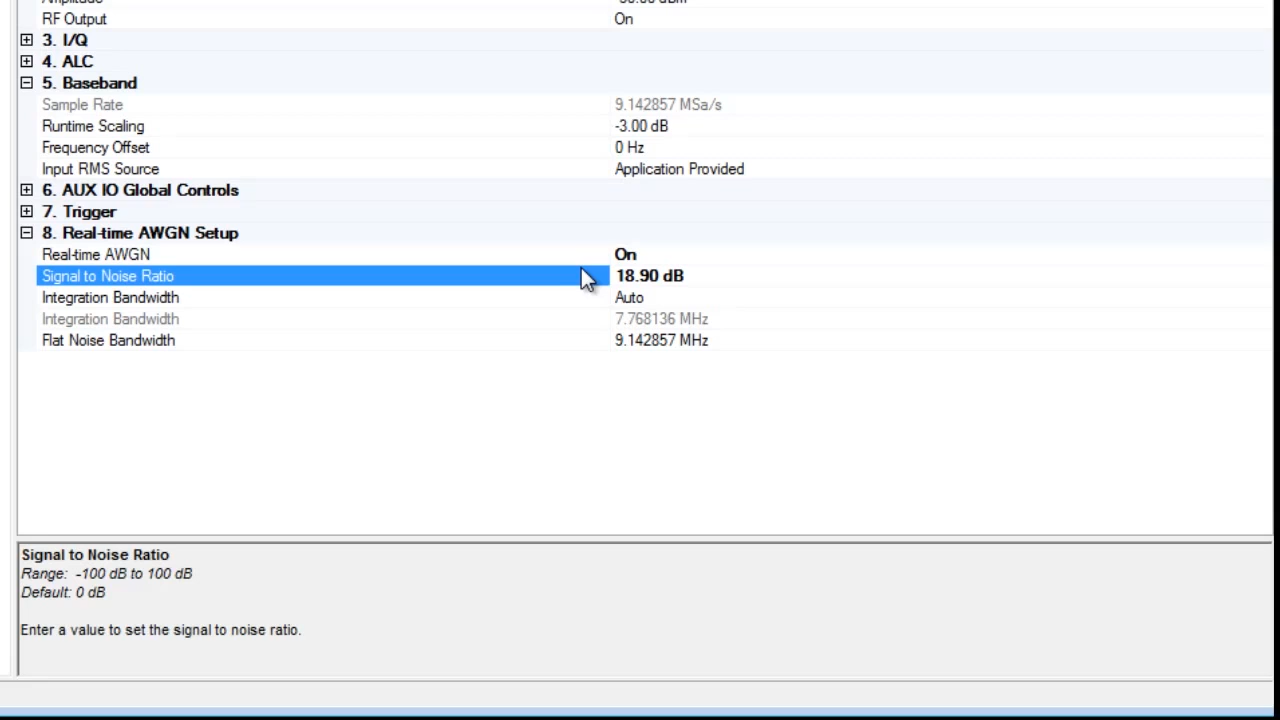 RF Output On
3. I/Q
4. ALC
5. Baseband
Sample Rate 9.142857 MSa/s
Runtime Scaling -3.00 dB
Frequency Offset 0 Hz
Input RMS Source Application Provided
6. AUX IO Global Controls
7. Trigger
8. Real-time AWGN Setup
Real-time AWGN On
Signal to Noise Ratio 18.90 dB
Integration Bandwidth Auto
Integration Bandwidth 7.768136 MHz
Flat Noise Bandwidth 9.142857 MHz
Signal to Noise Ratio
Range: -100 dB to 100 dB
Default: 0 dB
Enter a value to set the signal to noise ratio.